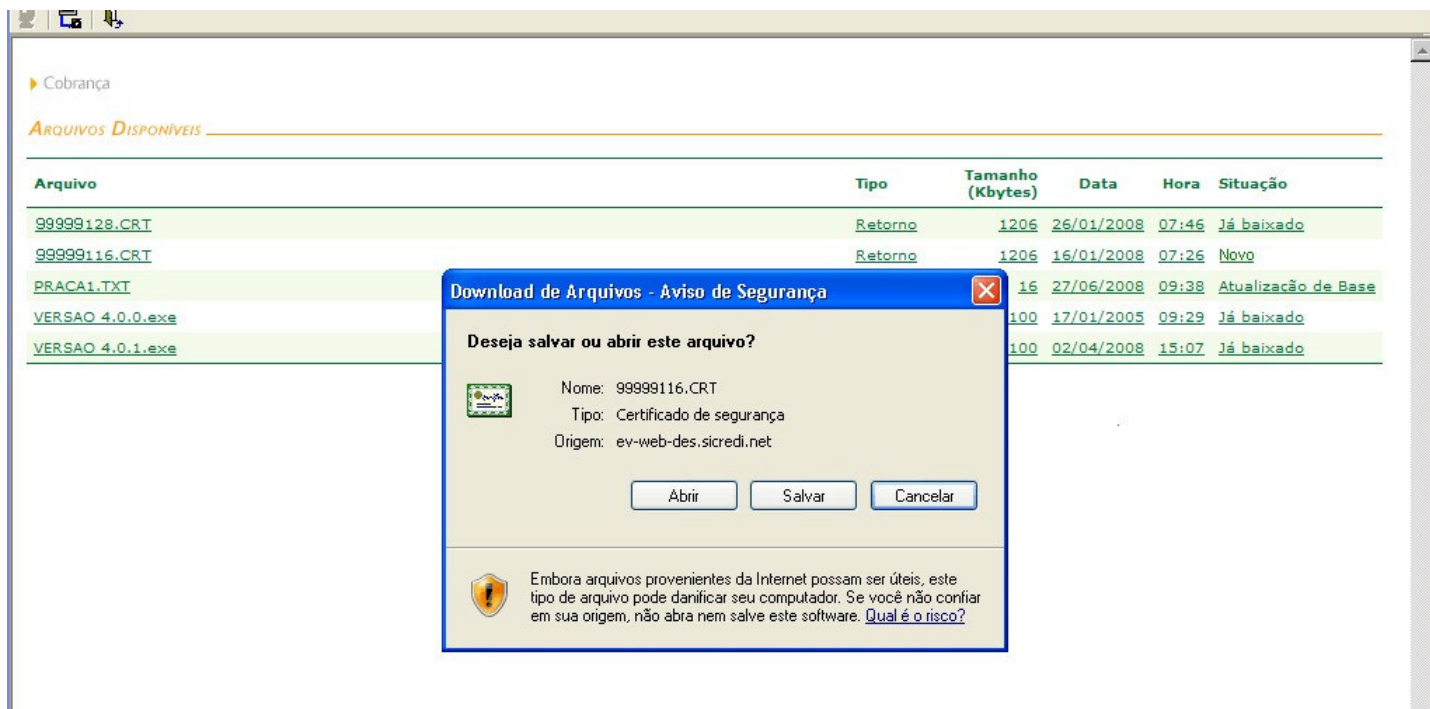 Cobrança
ARQUIVOS DISPONÍVEIS
Arquivo Tipo Tamanho (Kbytes) Data Hora Situação
99999128.CRT Retorno 1206 26/01/2008 07:46 Já baixado
99999116.CRT Retorno 1206 16/01/2008 07:26 Novo
PRACA1.TXT 16 27/06/2008 09:38 Atualização de Base
VERSAO 4.0.0.exe 100 17/01/2005 09:29 Já baixado
VERSAO 4.0.1.exe 100 02/04/2008 15:07 Já baixado
Download de Arquivos - Aviso de Segurança
Deseja salvar ou abrir este arquivo?
Nome: 99999116.CRT
Tipo: Certificado de segurança
Origem: ev-web-des.sicredi.net
Abrir Salvar Cancelar
Embora arquivos provenientes da Internet possam ser úteis, este
tipo de arquivo pode danificar seu computador. Se você não confiar
em sua origem, não abra nem salve este software. Qual é o risco?